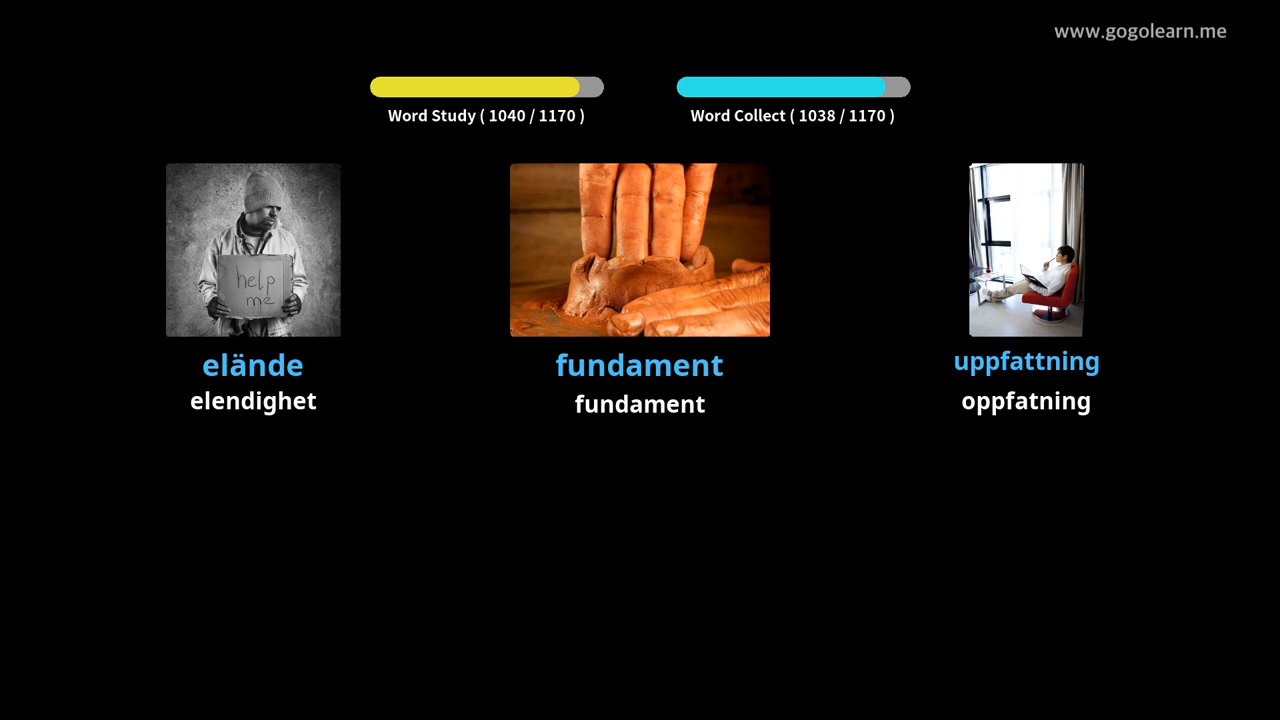 www.gogolearn.me
Word Study ( 1040 / 1170 )
Word Collect ( 1038 / 1170 )
help
me
elände
fundament
uppfattning
elendighet
fundament
oppfatning